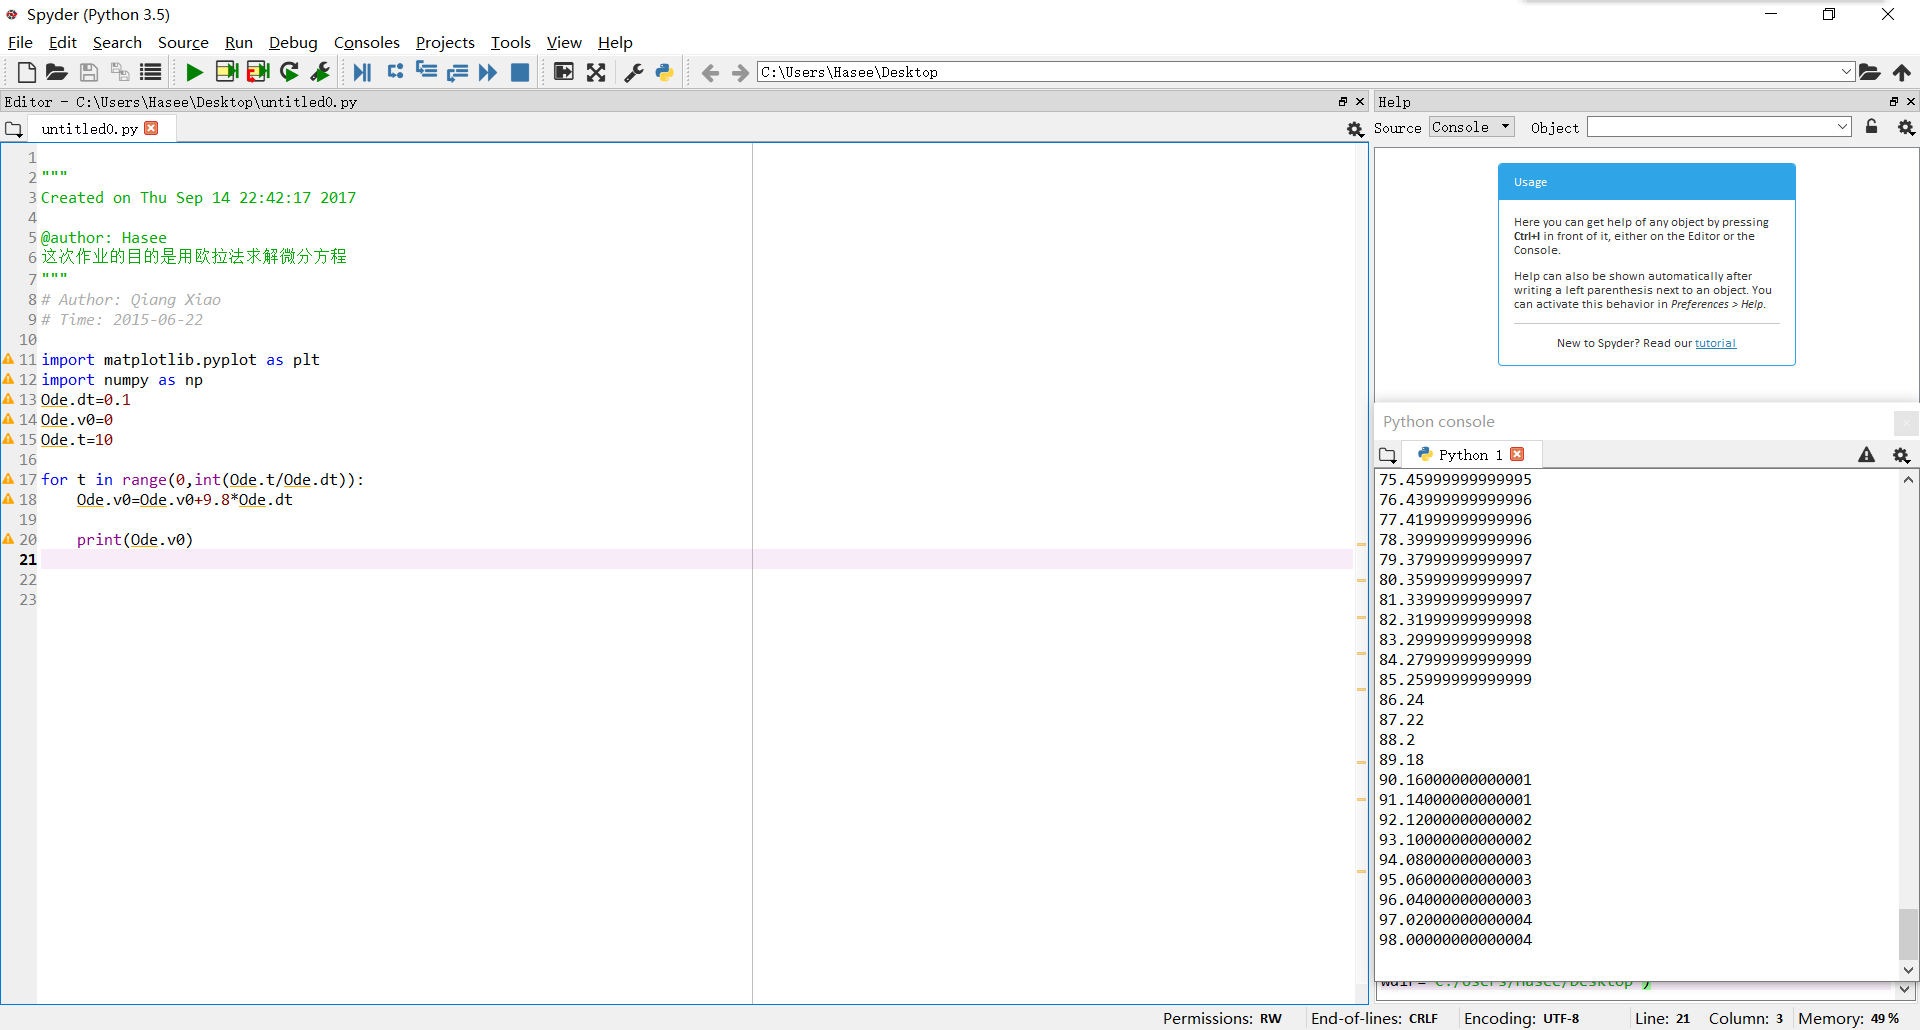 Spyder (Python 3.5)
File Edit Search Source Run Debug Consoles Projects Tools View Help
C:\Users\Hasee\Desktop
Editor - C:\Users\Hasee\Desktop\untitled0.py
untitled0.py
1
2 """
3 Created on Thu Sep 14 22:42:17 2017
4
5 @author: Hasee
6 这次作业的目的是用欧拉法求解微分方程
7 """
8 # Author: Qiang Xiao
9 # Time: 2015-06-22
10
11 import matplotlib.pyplot as plt
12 import numpy as np
13 Ode.dt=0.1
14 Ode.v0=0
15 Ode.t=10
16
17 for t in range(0,int(Ode.t/Ode.dt)):
18 Ode.v0=Ode.v0+9.8*Ode.dt
19
20 print(Ode.v0)
21
22
23
Help
Source Console Object
Usage
Here you can get help of any object by pressing
Ctrl+I in front of it, either on the Editor or the
Console.
Help can also be shown automatically after
writing a left parenthesis next to an object. You
can activate this behavior in Preferences > Help.
New to Spyder? Read our tutorial
Python console
Python 1
75.45999999999995
76.43999999999996
77.41999999999996
78.39999999999996
79.37999999999997
80.35999999999997
81.33999999999997
82.31999999999998
83.29999999999998
84.27999999999999
85.25999999999999
86.24
87.22
88.2
89.18
90.16000000000001
91.14000000000001
92.12000000000002
93.10000000000002
94.08000000000003
95.06000000000003
96.04000000000003
97.02000000000004
98.00000000000004
wdir='C:/Users/Hasee/Desktop')
Permissions: RW End-of-lines: CRLF Encoding: UTF-8 Line: 21 Column: 3 Memory: 49 %